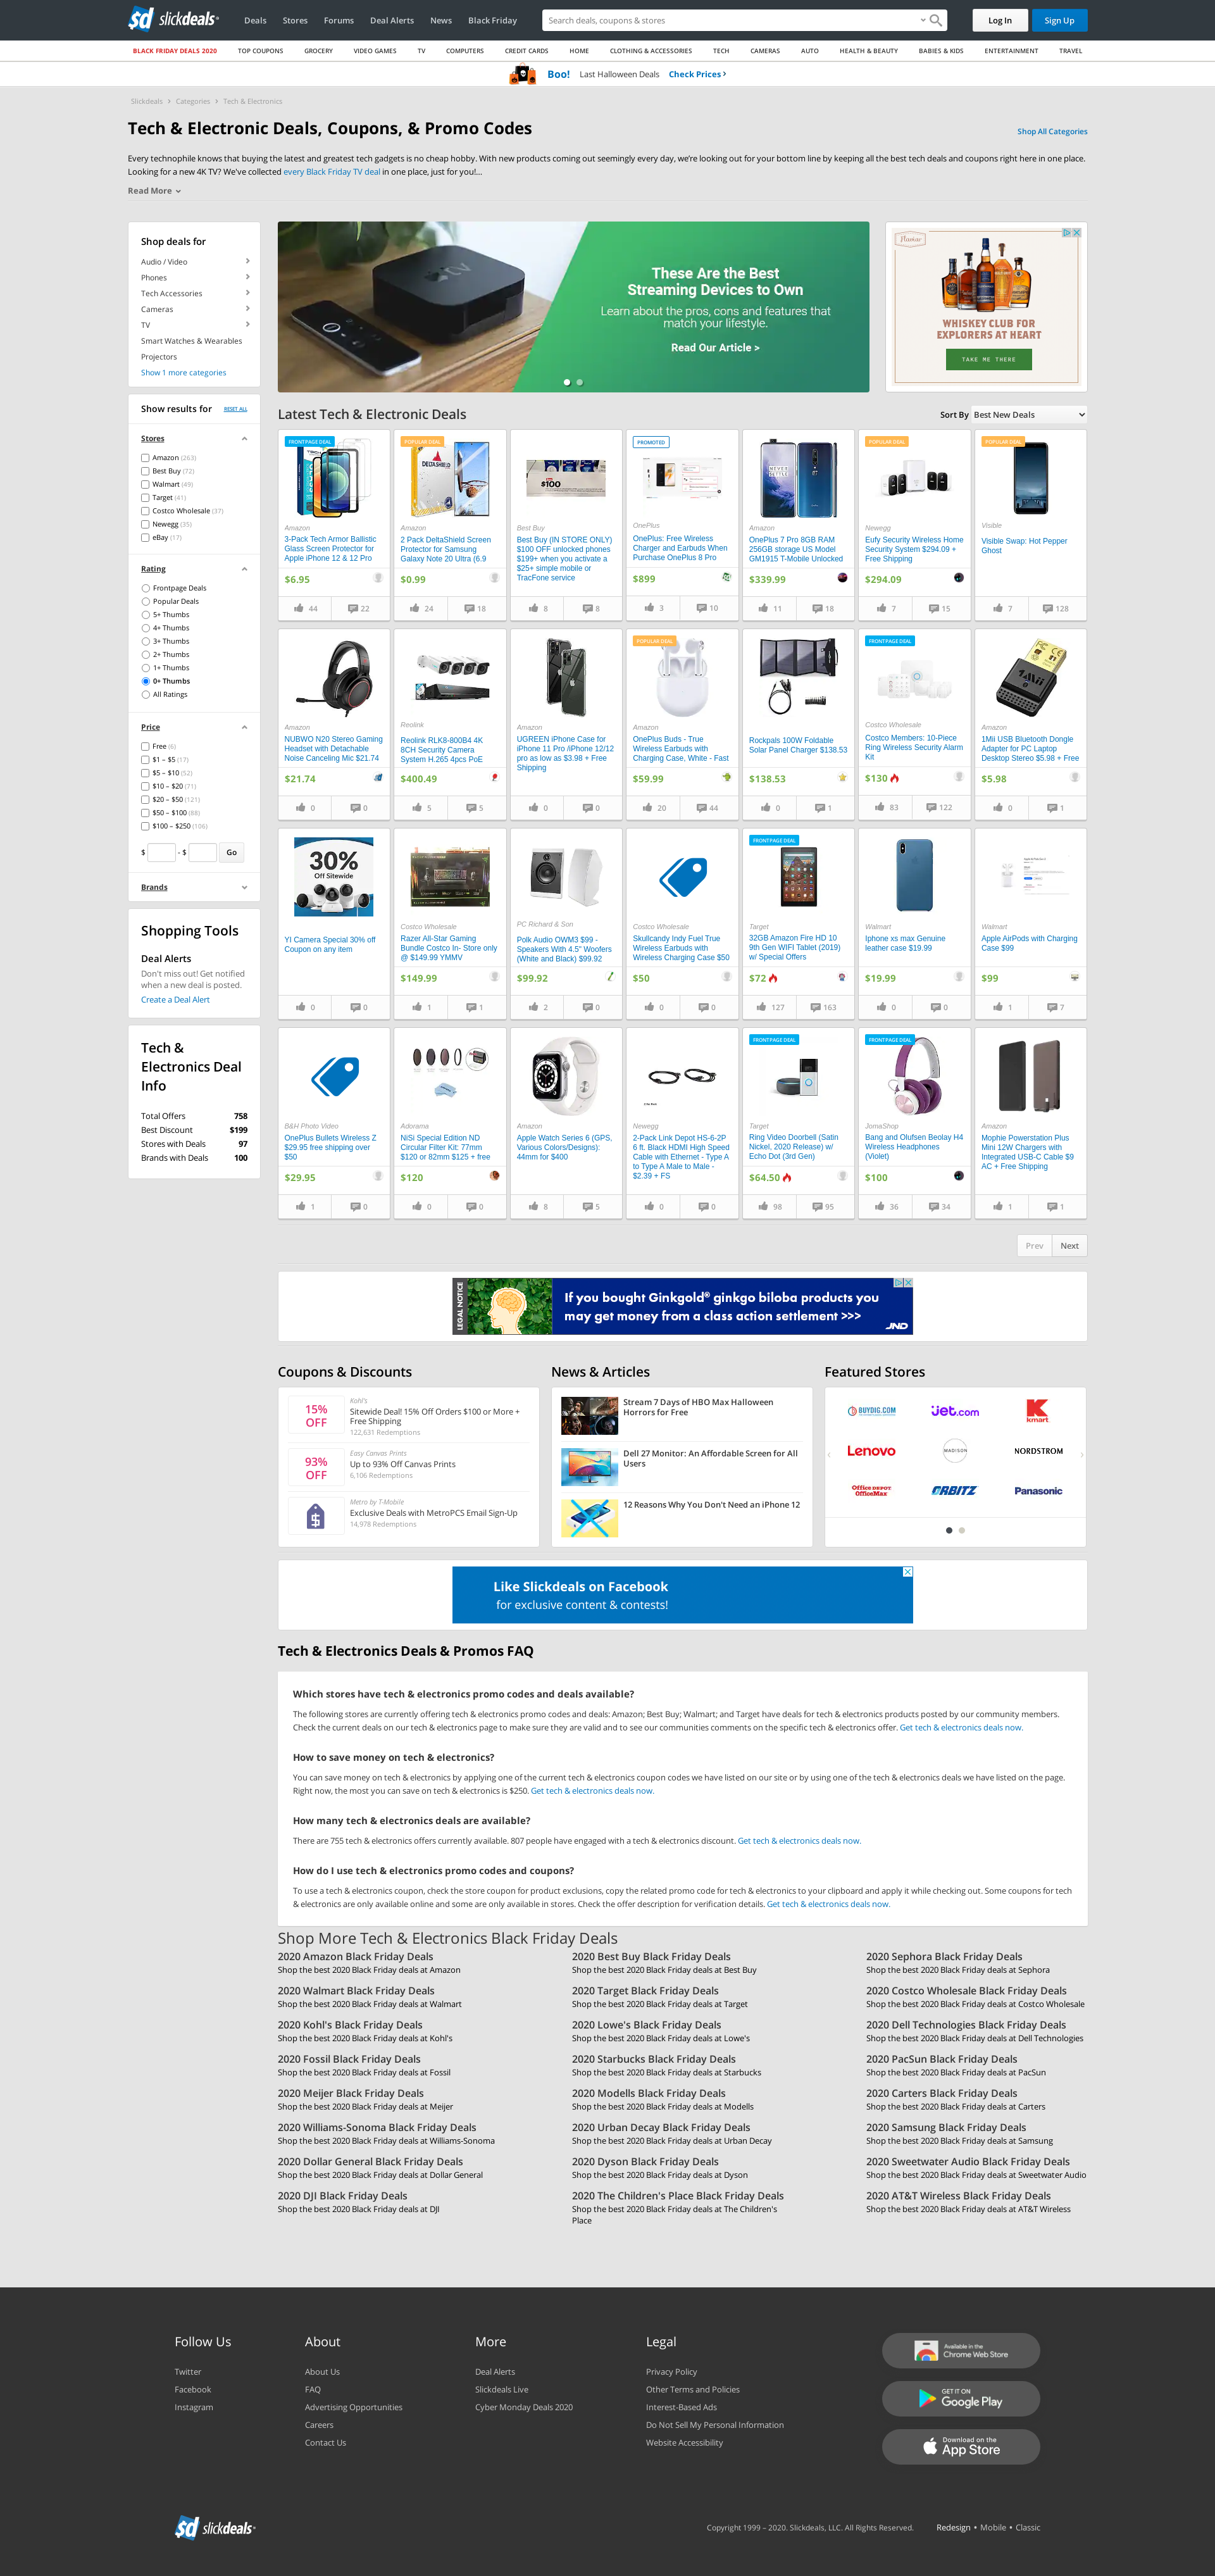 slickdeals
Deals Stores Forums Deal Alerts News Black Friday
Search deals, coupons & stores
Log In Sign Up
BLACK FRIDAY DEALS 2020 TOP COUPONS GROCERY VIDEO GAMES TV COMPUTERS CREDIT CARDS HOME CLOTHING & ACCESSORIES TECH CAMERAS AUTO HEALTH & BEAUTY BABIES & KIDS ENTERTAINMENT TRAVEL
Boo! Last Halloween Deals Check Prices
Slickdeals Categories Tech & Electronics
Tech & Electronic Deals, Coupons, & Promo Codes
Shop All Categories
Every technophile knows that buying the latest and greatest tech gadgets is no cheap hobby. With new products coming out seemingly every day, we're looking out for your bottom line by keeping all the best tech deals and coupons right here in one place.
Looking for a new 4K TV? We've collected every Black Friday TV deal in one place, just for you!...
Read More
Shop deals for
Audio / Video
Phones
Tech Accessories
Cameras
TV
Smart Watches & Wearables
Projectors
Show 1 more categories
These Are the Best
Streaming Devices to Own
Learn about the pros, cons and features that
match your lifestyle.
Read Our Article >
Flaviar
WHISKEY CLUB FOR
EXPLORERS AT HEART
TAKE ME THERE
Show results for RESET ALL
Stores
Amazon (263)
Best Buy (72)
Walmart (49)
Target (41)
Costco Wholesale (37)
Newegg (35)
eBay (17)
Rating
Frontpage Deals
Popular Deals
5+ Thumbs
4+ Thumbs
3+ Thumbs
2+ Thumbs
1+ Thumbs
0+ Thumbs
All Ratings
Price
Free (6)
$1 – $5 (17)
$5 – $10 (52)
$10 – $20 (71)
$20 – $50 (121)
$50 – $100 (88)
$100 – $250 (106)
$ - $ Go
Brands
Shopping Tools
Deal Alerts
Don't miss out! Get notified
when a new deal is posted.
Create a Deal Alert
Tech &
Electronics Deal
Info
Total Offers 758
Best Discount $199
Stores with Deals 97
Brands with Deals 100
Latest Tech & Electronic Deals
Sort By Best New Deals
FRONTPAGE DEAL
Amazon
3-Pack Tech Armor Ballistic
Glass Screen Protector for
Apple iPhone 12 & 12 Pro
$6.95
44 22
POPULAR DEAL
DELTASHIELD
Amazon
2 Pack DeltaShield Screen
Protector for Samsung
Galaxy Note 20 Ultra (6.9
$0.99
24 18
$100
Best Buy
Best Buy (IN STORE ONLY)
$100 OFF unlocked phones
$199+ when you activate a
$25+ simple mobile or
TracFone service
8 8
PROMOTED
OnePlus
OnePlus: Free Wireless
Charger and Earbuds When
Purchase OnePlus 8 Pro
$899
3 10
Amazon
OnePlus 7 Pro 8GB RAM
256GB storage US Model
GM1915 T-Mobile Unlocked
$339.99
11 18
POPULAR DEAL
Newegg
Eufy Security Wireless Home
Security System $294.09 +
Free Shipping
$294.09
7 15
POPULAR DEAL
Visible
Visible Swap: Hot Pepper
Ghost
7 128
Amazon
NUBWO N20 Stereo Gaming
Headset with Detachable
Noise Canceling Mic $21.74
$21.74
0 0
Reolink
Reolink RLK8-800B4 4K
8CH Security Camera
System H.265 4pcs PoE
$400.49
5 5
Amazon
UGREEN iPhone Case for
iPhone 11 Pro /iPhone 12/12
pro as low as $3.98 + Free
Shipping
0 0
POPULAR DEAL
Amazon
OnePlus Buds - True
Wireless Earbuds with
Charging Case, White - Fast
$59.99
20 44
Rockpals 100W Foldable
Solar Panel Charger $138.53
$138.53
0 1
FRONTPAGE DEAL
Costco Wholesale
Costco Members: 10-Piece
Ring Wireless Security Alarm
Kit
$130
83 122
1Mii
Amazon
1Mii USB Bluetooth Dongle
Adapter for PC Laptop
Desktop Stereo $5.98 + Free
$5.98
0 1
30%
Off Sitewide
YI Camera Special 30% off
Coupon on any item
0 0
Costco Wholesale
Razer All-Star Gaming
Bundle Costco In- Store only
@ $149.99 YMMV
$149.99
1 1
PC Richard & Son
Polk Audio OWM3 $99 -
Speakers With 4.5" Woofers
(White and Black) $99.92
$99.92
2 0
Costco Wholesale
Skullcandy Indy Fuel True
Wireless Earbuds with
Wireless Charging Case $50
$50
0 0
FRONTPAGE DEAL
Target
32GB Amazon Fire HD 10
9th Gen WIFI Tablet (2019)
w/ Special Offers
$72
127 163
Walmart
Iphone xs max Genuine
leather case $19.99
$19.99
0 0
Walmart
Apple AirPods with Charging
Case $99
$99
1 7
B&H Photo Video
OnePlus Bullets Wireless Z
$29.95 free shipping over
$50
$29.95
1 0
Adorama
NiSi Special Edition ND
Circular Filter Kit: 77mm
$120 or 82mm $125 + free
$120
0 0
Amazon
Apple Watch Series 6 (GPS,
Various Colors/Designs):
44mm for $400
8 5
Newegg
2-Pack Link Depot HS-6-2P
6 ft. Black HDMI High Speed
Cable with Ethernet - Type A
to Type A Male to Male -
$2.39 + FS
0 0
FRONTPAGE DEAL
Target
Ring Video Doorbell (Satin
Nickel, 2020 Release) w/
Echo Dot (3rd Gen)
$64.50
98 95
FRONTPAGE DEAL
JomaShop
Bang and Olufsen Beolay H4
Wireless Headphones
(Violet)
$100
36 34
Amazon
Mophie Powerstation Plus
Mini 12W Chargers with
Integrated USB-C Cable $9
AC + Free Shipping
1 1
Prev Next
LEGAL NOTICE
If you bought Ginkgold® ginkgo biloba products you
may get money from a class action settlement >>>
JND
Coupons & Discounts
15%
OFF
Kohl's
Sitewide Deal! 15% Off Orders $100 or More +
Free Shipping
122,631 Redemptions
93%
OFF
Easy Canvas Prints
Up to 93% Off Canvas Prints
6,106 Redemptions
Metro by T-Mobile
Exclusive Deals with MetroPCS Email Sign-Up
14,978 Redemptions
News & Articles
Stream 7 Days of HBO Max Halloween
Horrors for Free
Dell 27 Monitor: An Affordable Screen for All
Users
12 Reasons Why You Don't Need an iPhone 12
Featured Stores
BUYDIG.COM Jet.com Kmart
Lenovo MADISON NORDSTROM
Office DEPOT OfficeMax ORBITZ Panasonic
Like Slickdeals on Facebook
for exclusive content & contests!
Tech & Electronics Deals & Promos FAQ
Which stores have tech & electronics promo codes and deals available?
The following stores are currently offering tech & electronics promo codes and deals: Amazon; Best Buy; Walmart; and Target have deals for tech & electronics products posted by our community members.
Check the current deals on our tech & electronics page to make sure they are valid and to see our communities comments on the specific tech & electronics offer. Get tech & electronics deals now.
How to save money on tech & electronics?
You can save money on tech & electronics by applying one of the current tech & electronics coupon codes we have listed on our site or by using one of the tech & electronics deals we have listed on the page.
Right now, the most you can save on tech & electronics is $250. Get tech & electronics deals now.
How many tech & electronics deals are available?
There are 755 tech & electronics offers currently available. 807 people have engaged with a tech & electronics discount. Get tech & electronics deals now.
How do I use tech & electronics promo codes and coupons?
To use a tech & electronics coupon, check the store coupon for product exclusions, copy the related promo code for tech & electronics to your clipboard and apply it while checking out. Some coupons for tech
& electronics are only available online and some are only available in stores. Check the offer description for verification details. Get tech & electronics deals now.
Shop More Tech & Electronics Black Friday Deals
2020 Amazon Black Friday Deals 2020 Best Buy Black Friday Deals 2020 Sephora Black Friday Deals
Shop the best 2020 Black Friday deals at Amazon Shop the best 2020 Black Friday deals at Best Buy Shop the best 2020 Black Friday deals at Sephora
2020 Walmart Black Friday Deals 2020 Target Black Friday Deals 2020 Costco Wholesale Black Friday Deals
Shop the best 2020 Black Friday deals at Walmart Shop the best 2020 Black Friday deals at Target Shop the best 2020 Black Friday deals at Costco Wholesale
2020 Kohl's Black Friday Deals 2020 Lowe's Black Friday Deals 2020 Dell Technologies Black Friday Deals
Shop the best 2020 Black Friday deals at Kohl's Shop the best 2020 Black Friday deals at Lowe's Shop the best 2020 Black Friday deals at Dell Technologies
2020 Fossil Black Friday Deals 2020 Starbucks Black Friday Deals 2020 PacSun Black Friday Deals
Shop the best 2020 Black Friday deals at Fossil Shop the best 2020 Black Friday deals at Starbucks Shop the best 2020 Black Friday deals at PacSun
2020 Meijer Black Friday Deals 2020 Modells Black Friday Deals 2020 Carters Black Friday Deals
Shop the best 2020 Black Friday deals at Meijer Shop the best 2020 Black Friday deals at Modells Shop the best 2020 Black Friday deals at Carters
2020 Williams-Sonoma Black Friday Deals 2020 Urban Decay Black Friday Deals 2020 Samsung Black Friday Deals
Shop the best 2020 Black Friday deals at Williams-Sonoma Shop the best 2020 Black Friday deals at Urban Decay Shop the best 2020 Black Friday deals at Samsung
2020 Dollar General Black Friday Deals 2020 Dyson Black Friday Deals 2020 Sweetwater Audio Black Friday Deals
Shop the best 2020 Black Friday deals at Dollar General Shop the best 2020 Black Friday deals at Dyson Shop the best 2020 Black Friday deals at Sweetwater Audio
2020 DJI Black Friday Deals 2020 The Children's Place Black Friday Deals 2020 AT&T Wireless Black Friday Deals
Shop the best 2020 Black Friday deals at DJI Shop the best 2020 Black Friday deals at The Children's Shop the best 2020 Black Friday deals at AT&T Wireless
Place
Follow Us
Twitter
Facebook
Instagram
About
About Us
FAQ
Advertising Opportunities
Careers
Contact Us
More
Deal Alerts
Slickdeals Live
Cyber Monday Deals 2020
Legal
Privacy Policy
Other Terms and Policies
Interest-Based Ads
Do Not Sell My Personal Information
Website Accessibility
Available in the
Chrome Web Store
GET IT ON
Google Play
Download on the
App Store
slickdeals
Copyright 1999 – 2020. Slickdeals, LLC. All Rights Reserved. Redesign • Mobile • Classic